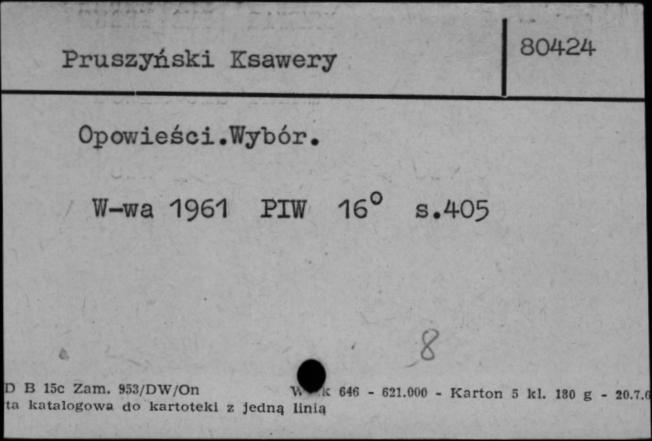 Pruszyński Ksawery
80424
Opowieści.Wybór.
W-wa 1961 PIW 16° s.405
8
D B 15c Zam. 953/DW/On 646 - 621.000 - Karton 5 kl. 180 g - 20.7.6
ta katalogowa do kartoteki z jedną linią